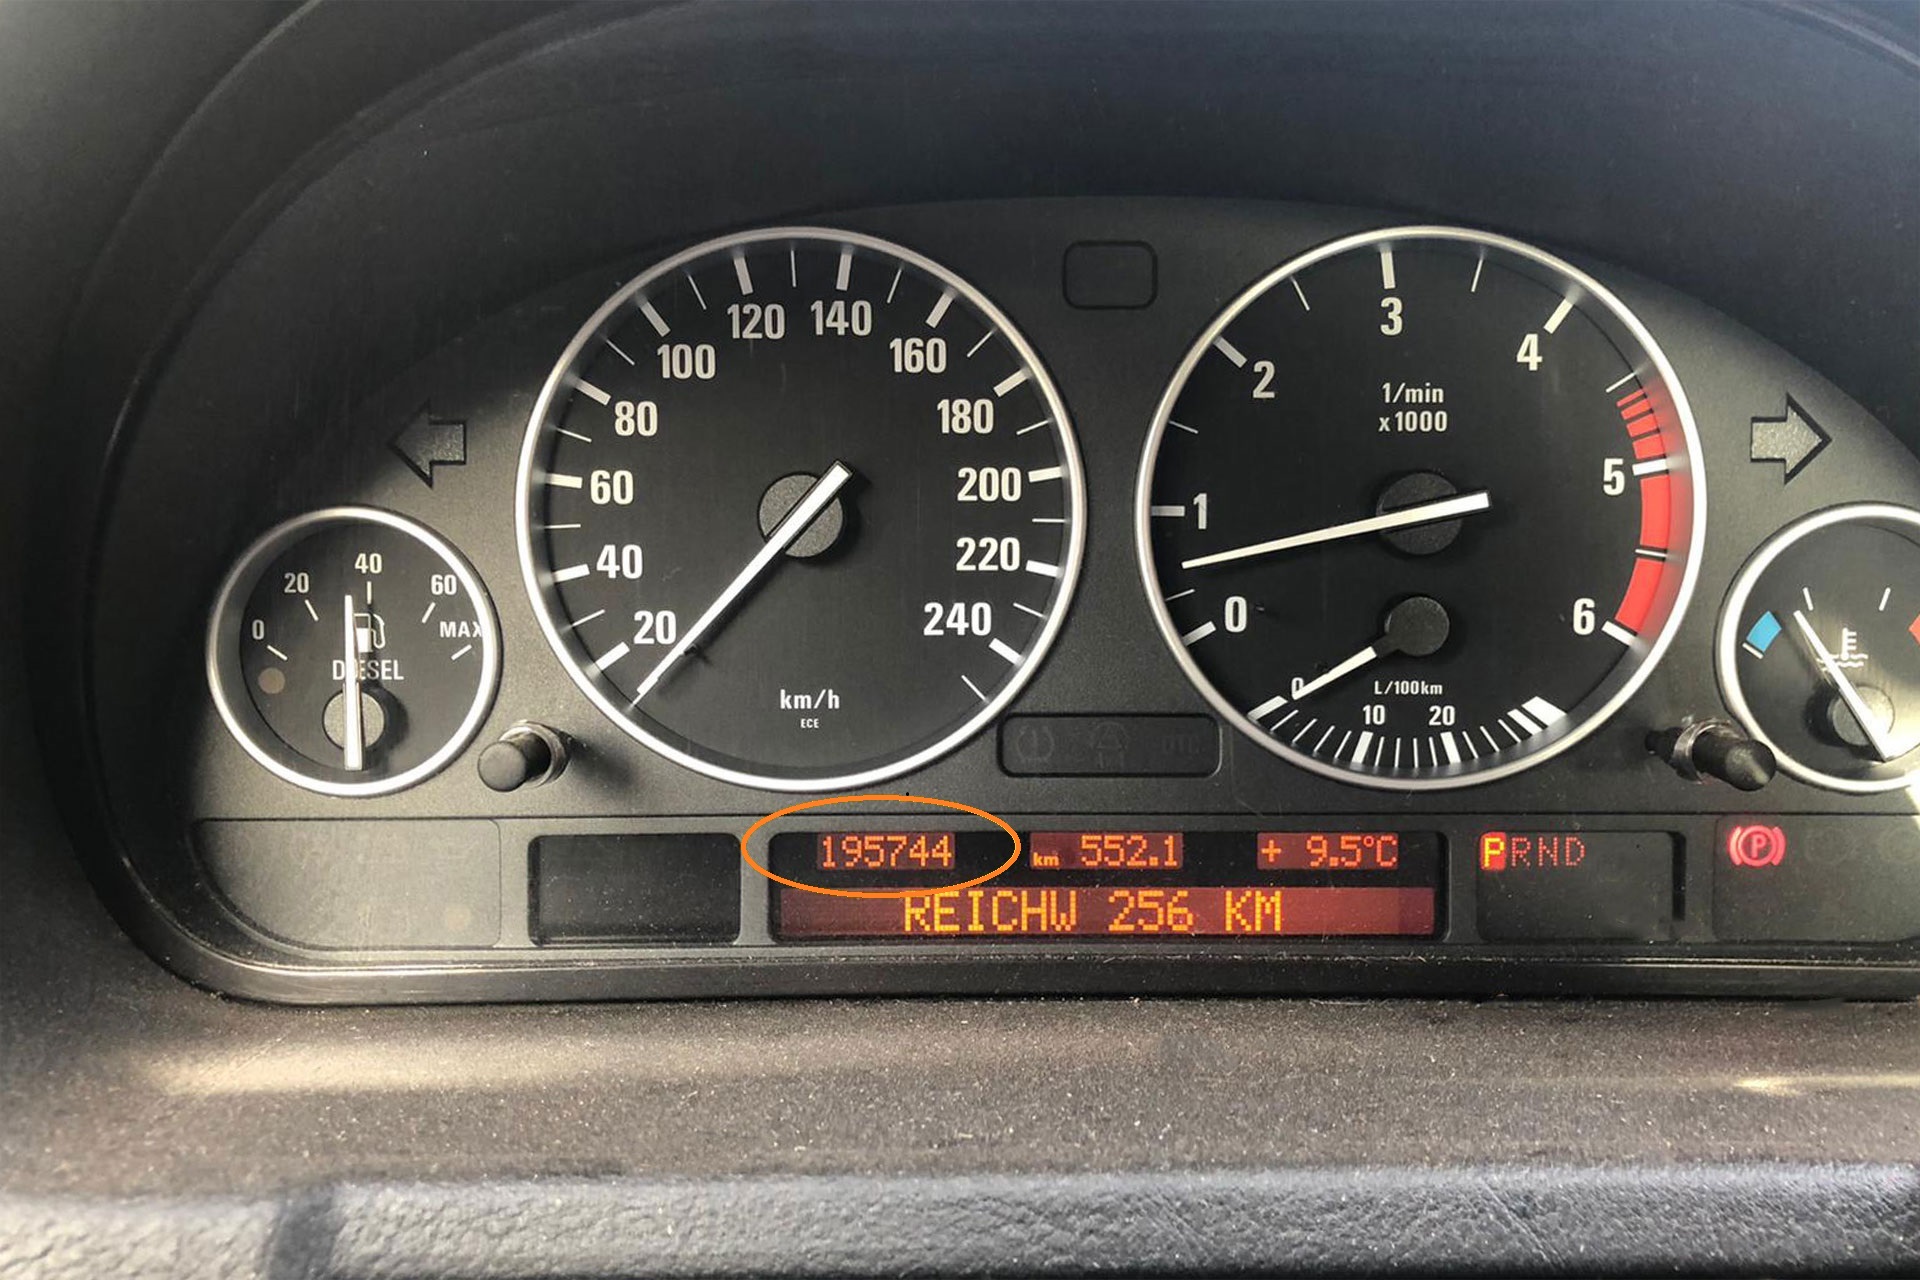 120 140
100 160
80 180
60 200
40 220
20 240
km/h
ECE
3
2 4
1/min
x1000
1 5
0 6
0
L/100km
10 20
40
20 60
0 MAX
DIESEL
195744 km 552.1 + 9.5°C PRND (P)
REICHW 256 KM